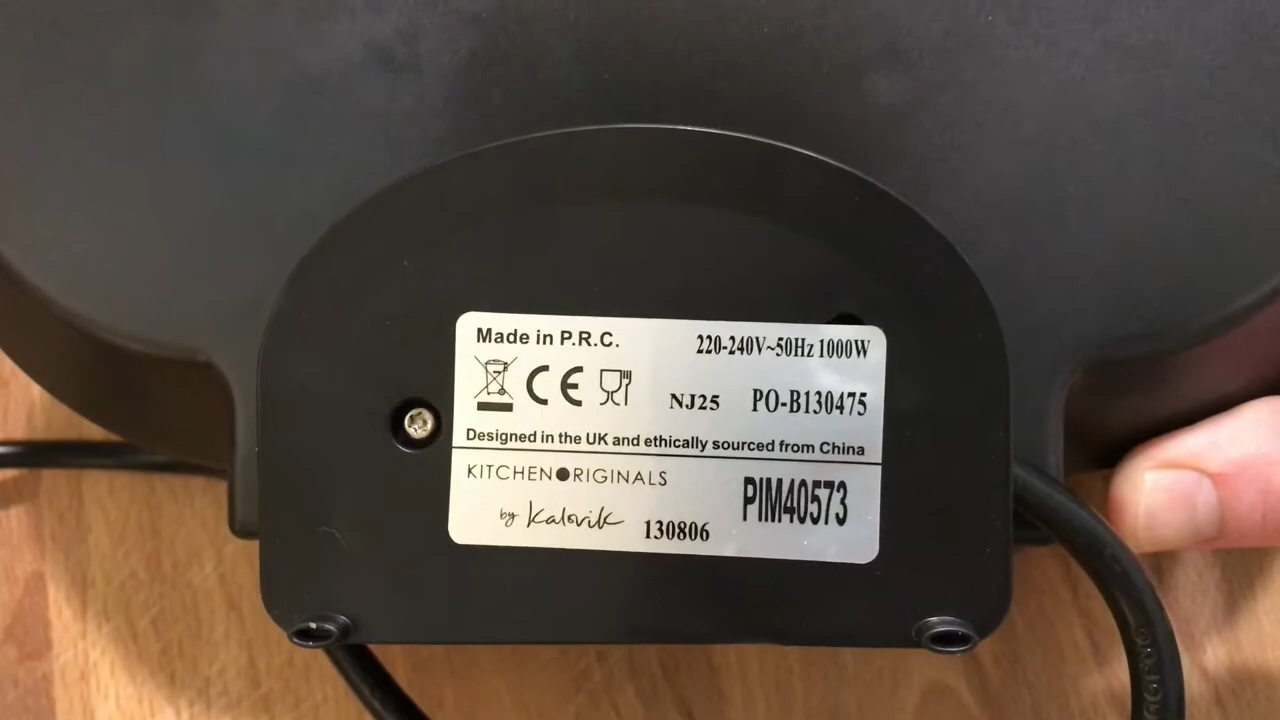 Made in P.R.C.
220-240V~50Hz 1000W
CE
NJ25
PO-B130475
Designed in the UK and ethically sourced from China
KITCHEN●RIGINALS
by Kalorik
130806
PIM40573